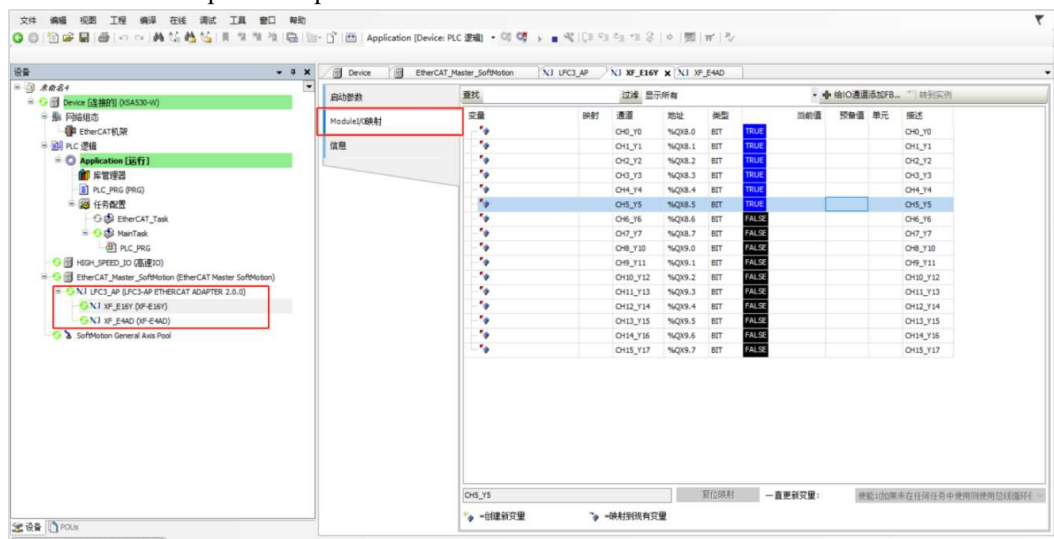 文件 编辑 视图 工程 编译 在线 调试 工具 窗口 帮助
Application [Device: PLC 逻辑]
设备
Device EtherCAT_Master_SoftMotion LFC3_AP XF_E16Y XF_E4AD
未命名4
Device [连接的] (XSA530-W)
网络组态
EtherCAT机架
PLC 逻辑
Application [运行]
库管理器
PLC_PRG (PRG)
任务配置
EtherCAT_Task
MainTask
PLC_PRG
HIGH_SPEED_IO (高速IO)
EtherCAT_Master_SoftMotion (EtherCAT Master SoftMotion)
LFC3_AP (LFC3-AP ETHERCAT ADAPTER 2.0.0)
XF_E16Y (XF-E16Y)
XF_E4AD (XF-E4AD)
SoftMotion General Axis Pool
设备 POUs
启动参数
ModuleI/O映射
信息
查找 过滤 显示所有 给IO通道添加FB... 转到实例
变量 映射 通道 地址 类型 当前值 预备值 单元 描述
CH0_Y0 %QX8.0 BIT TRUE CH0_Y0
CH1_Y1 %QX8.1 BIT TRUE CH1_Y1
CH2_Y2 %QX8.2 BIT TRUE CH2_Y2
CH3_Y3 %QX8.3 BIT TRUE CH3_Y3
CH4_Y4 %QX8.4 BIT TRUE CH4_Y4
CH5_Y5 %QX8.5 BIT TRUE CH5_Y5
CH6_Y6 %QX8.6 BIT FALSE CH6_Y6
CH7_Y7 %QX8.7 BIT FALSE CH7_Y7
CH8_Y10 %QX9.0 BIT FALSE CH8_Y10
CH9_Y11 %QX9.1 BIT FALSE CH9_Y11
CH10_Y12 %QX9.2 BIT FALSE CH10_Y12
CH11_Y13 %QX9.3 BIT FALSE CH11_Y13
CH12_Y14 %QX9.4 BIT FALSE CH12_Y14
CH13_Y15 %QX9.5 BIT FALSE CH13_Y15
CH14_Y16 %QX9.6 BIT FALSE CH14_Y16
CH15_Y17 %QX9.7 BIT FALSE CH15_Y17
CH5_Y5 复位映射 一直更新变量:
=创建新变量 =映射到现有变量